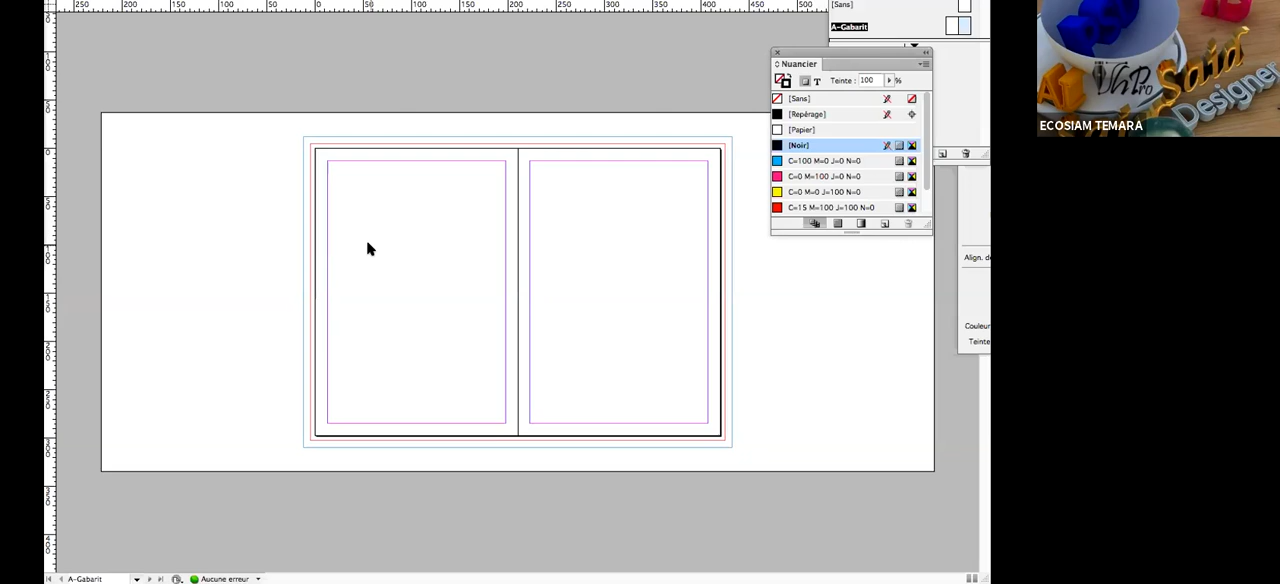 250 200 150 100 50 0 50 100 150 200 250 300 350 400 450 500
[Sans]
A-Gabarit
Nuancier
Teinte : 100 %
[Sans]
[Repérage]
[Papier]
[Noir]
C=100 M=0 J=0 N=0
C=0 M=100 J=0 N=0
C=0 M=0 J=100 N=0
C=15 M=100 J=100 N=0
Align. de
Couleur
Teinte
A-Gabarit
Aucune erreur
Said
Designer
ECOSIAM TEMARA